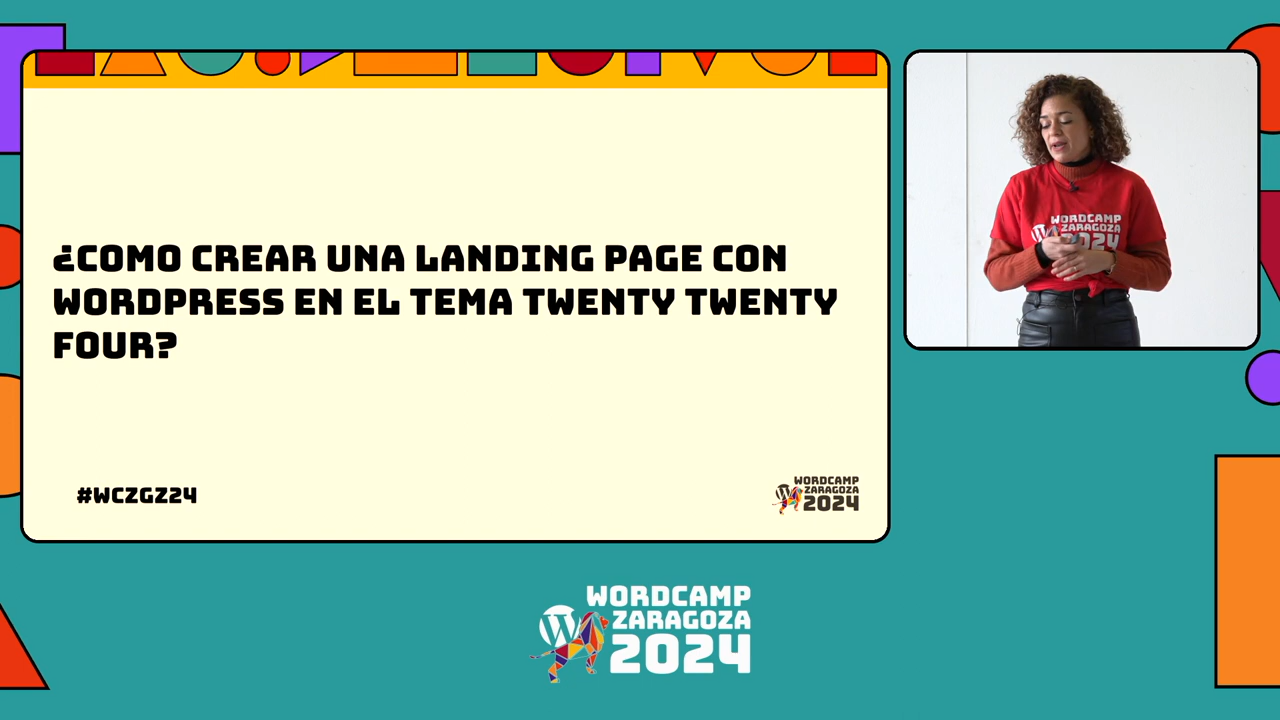 ¿COMO CREAR UNA LANDING PAGE CON
WORDPRESS EN EL TEMA TWENTY TWENTY
FOUR?
#WCZGZ24
WORDCAMP
ZARAGOZA
2024
WORDCAMP
ZARAGOZA
2024
WORDCAMP
ZARAGOZA
2024